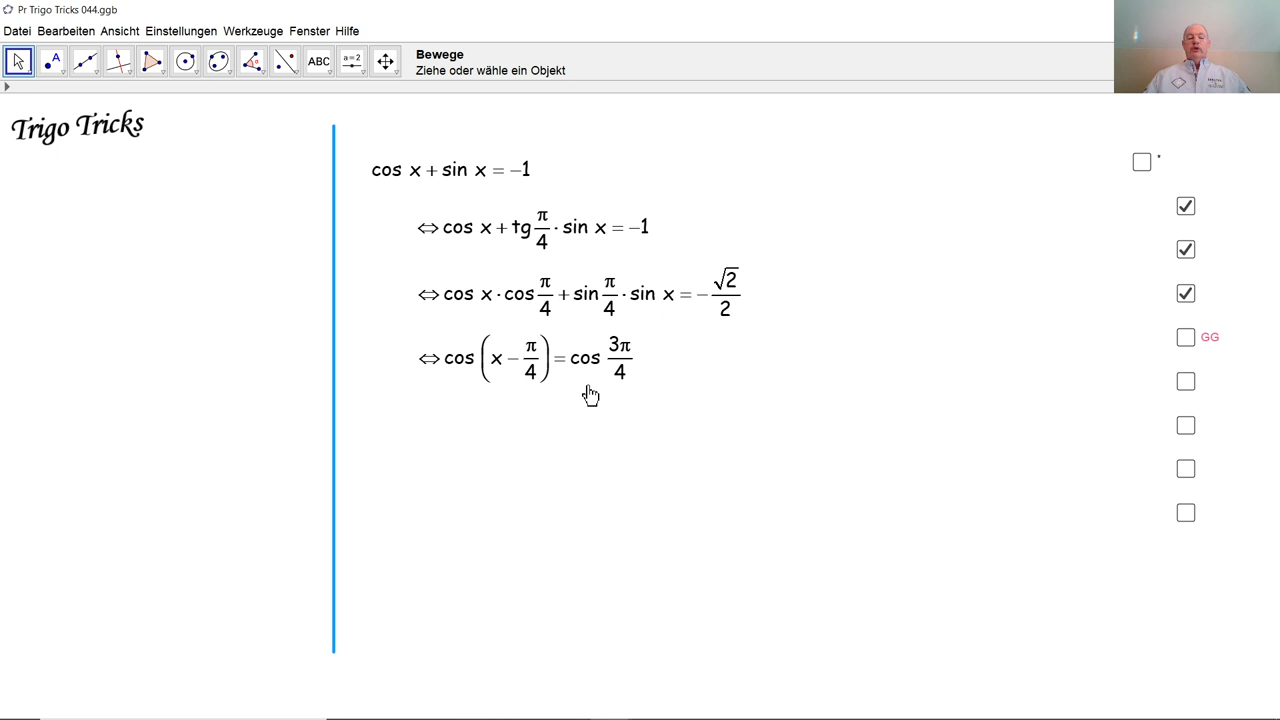 Pr Trigo Tricks 044.ggb
Datei Bearbeiten Ansicht Einstellungen Werkzeuge Fenster Hilfe
A
ABC
a=2
Bewege
Ziehe oder wähle ein Objekt
Trigo Tricks
cos x + sin x = −1
⇔ cos x + tg π/4 · sin x = −1
⇔ cos x · cos π/4 + sin π/4 · sin x = − √2/2
⇔ cos (x − π/4) = cos 3π/4
GG